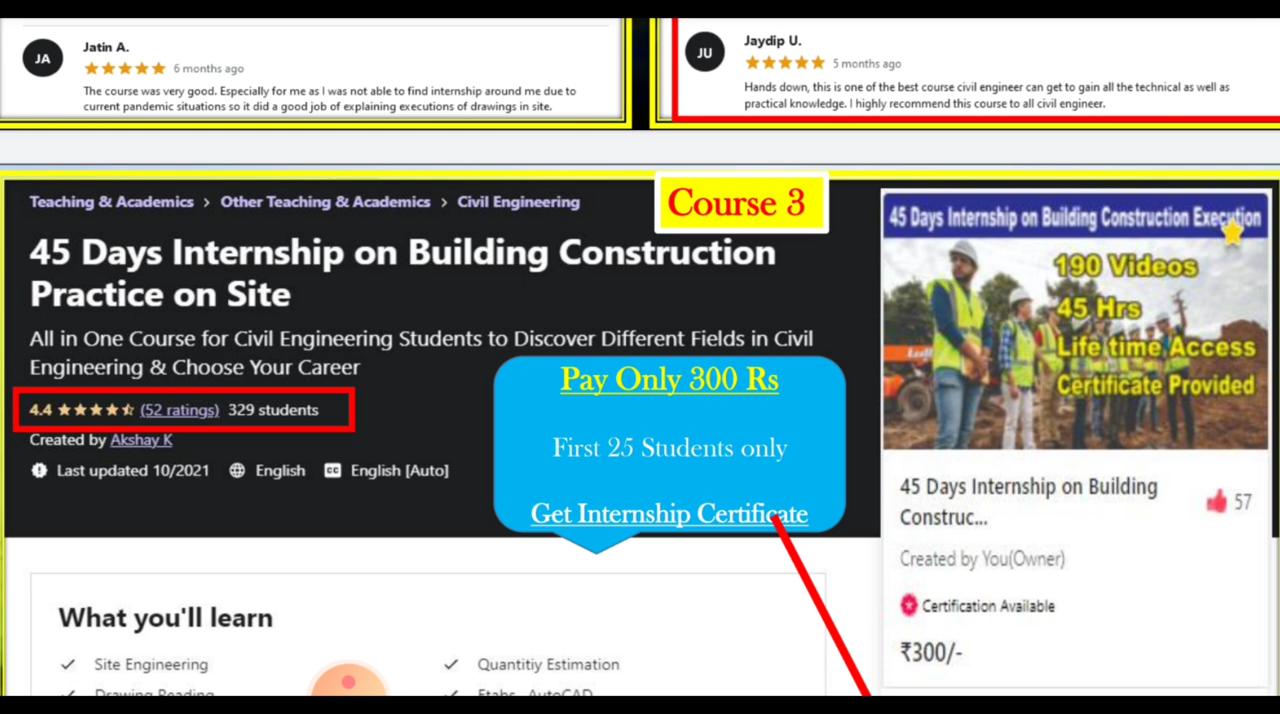 JA
Jatin A.
6 months ago
The course was very good. Especially for me as I was not able to find internship around me due to
current pandemic situations so it did a good job of explaining executions of drawings in site.
JU
Jaydip U.
5 months ago
Hands down, this is one of the best course civil engineer can get to gain all the technical as well as
practical knowledge. I highly recommend this course to all civil engineer.
Teaching & Academics > Other Teaching & Academics > Civil Engineering
Course 3
45 Days Internship on Building Construction
Practice on Site
All in One Course for Civil Engineering Students to Discover Different Fields in Civil
Engineering & Choose Your Career
4.4 (52 ratings) 329 students
Created by Akshay K
Last updated 10/2021 English CC English [Auto]
Pay Only 300 Rs
First 25 Students only
Get Internship Certificate
45 Days Internship on Building Construction Execution
190 Videos
45 Hrs
Life time Access
Certificate Provided
45 Days Internship on Building
Construc...
57
Created by You(Owner)
Certification Available
₹300/-
What you'll learn
Site Engineering
Quantitiy Estimation
Drawing Reading
Etabs, AutoCAD